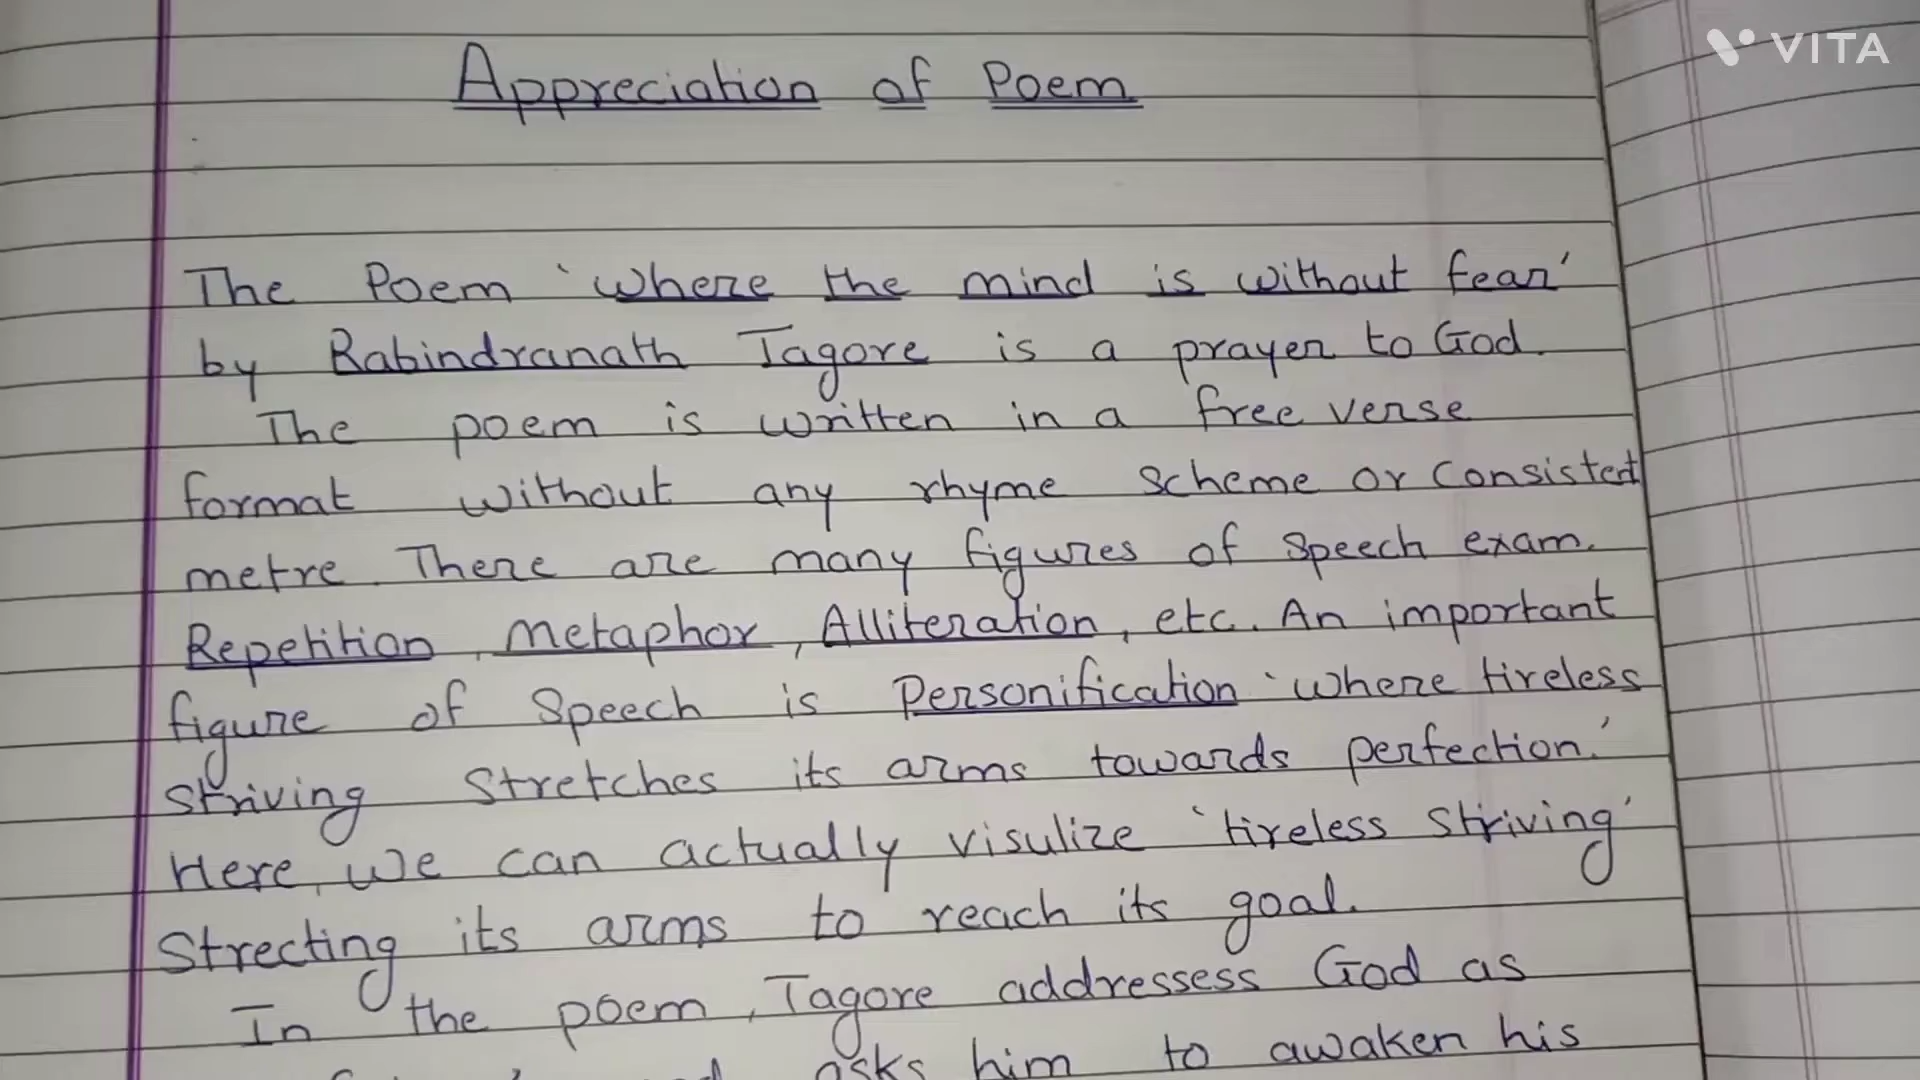 VITA
Appreciation of Poem
The Poem 'where the mind is without fear'
by Rabindranath Tagore is a prayer to God.
The poem is written in a free verse
format without any rhyme scheme or consistent
metre. There are many figures of speech exam.
Repetition, Metaphor, Alliteration, etc. An important
figure of speech is Personification 'where tireless
striving stretches its arms towards perfection.'
Here, we can actually visulize 'tireless striving'
Strecting its arms to reach its goal.
In the poem, Tagore addressess God as
asks him to awaken his